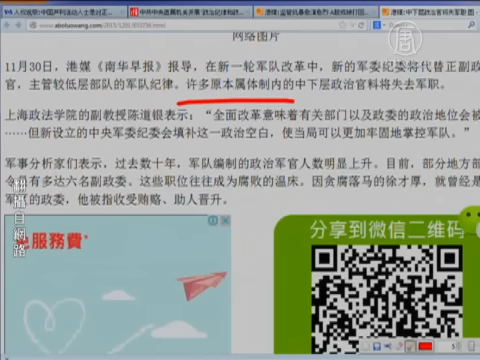 www.aboluowang.com/2015/1201/653756.html
网络图片
11月30日，港媒《南华早报》报导，在新一轮军队改革中，新的军委纪委将代替正副政
官，主管较低层部队的军队纪律。许多原本属体制内的中下层政治官料将失去军职。
上海政法学院的副教授陈道银表示：“全面改革意味着有关部门以及政委的政治地位会被
……但新设立的中央军委纪委会填补这一政治空白，使当局可以更加牢固地掌控军队。”
军事分析家们表示，过去数十年，军队编制的政治军官人数明显上升。目前，部分地方部
令员有多达六名副政委、这些职位往往成为腐败的温床。因贪腐落马的徐才厚，就曾经是
军 的政委，他被指收受贿赂、助人晋升。
翻攝自網路
服務費*
分享到微信二维码